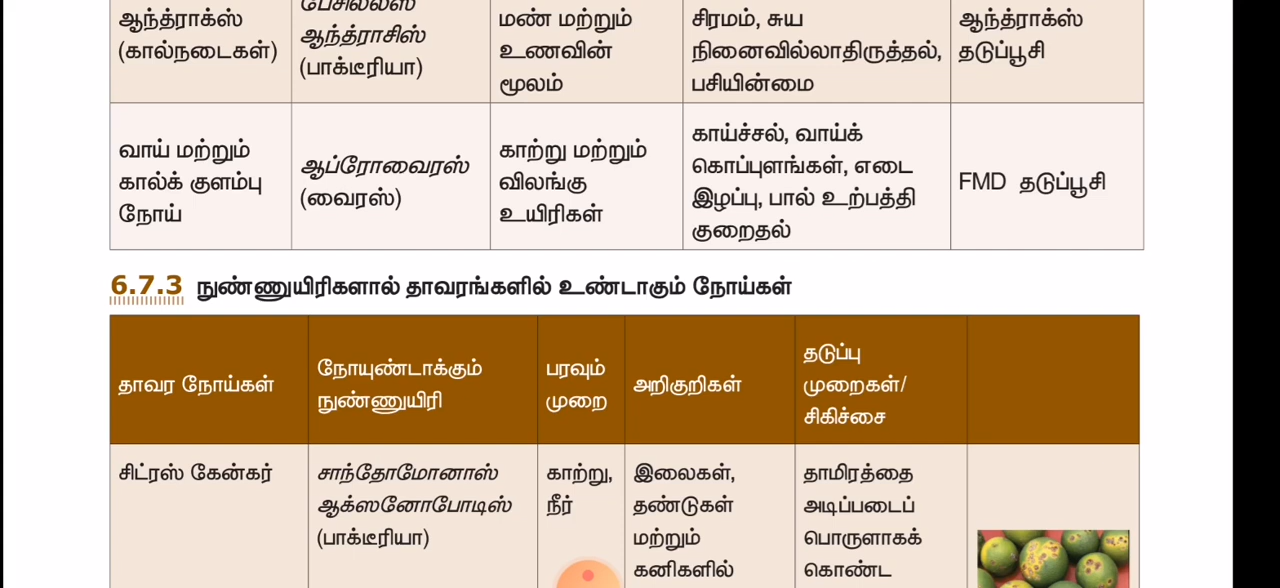 ஆந்த்ராக்ஸ்
(கால்நடைகள்)
ஆந்த்ராசிஸ்
(பாக்டீரியா)
மண் மற்றும்
உணவின்
மூலம்
சிரமம், சுய
நினைவில்லாதிருத்தல்,
பசியின்மை
ஆந்த்ராக்ஸ்
தடுப்பூசி
வாய் மற்றும்
கால்க் குளம்பு
நோய்
ஆப்ரோவைரஸ்
(வைரஸ்)
காற்று மற்றும்
விலங்கு
உயிரிகள்
காய்ச்சல், வாய்க்
கொப்புளங்கள், எடை
இழப்பு, பால் உற்பத்தி
குறைதல்
FMD தடுப்பூசி
6.7.3 நுண்ணுயிரிகளால் தாவரங்களில் உண்டாகும் நோய்கள்
தாவர நோய்கள்
நோயுண்டாக்கும்
நுண்ணுயிரி
பரவும்
முறை
அறிகுறிகள்
தடுப்பு
முறைகள்/
சிகிச்சை
சிட்ரஸ் கேன்கர்
சாந்தோமோனாஸ்
ஆக்ஸனோபோடிஸ்
(பாக்டீரியா)
காற்று,
நீர்
இலைகள்,
தண்டுகள்
மற்றும்
கனிகளில்
தாமிரத்தை
அடிப்படைப்
பொருளாகக்
கொண்ட